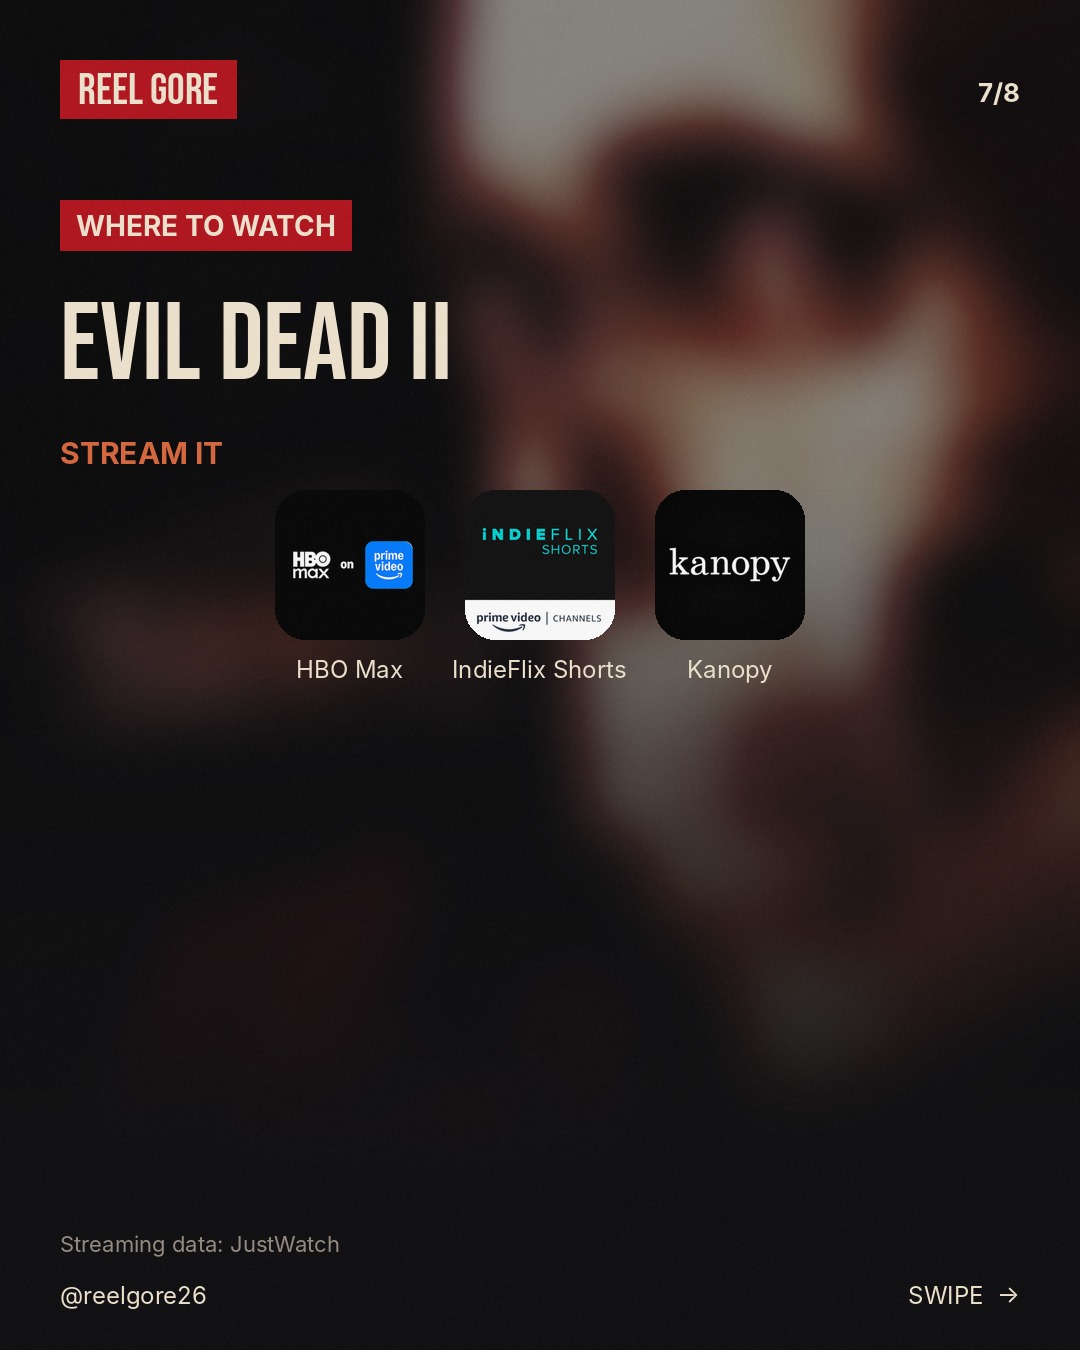 REEL GORE
7/8
WHERE TO WATCH
EVIL DEAD II
STREAM IT
HBO max on prime video
iNDIEFLIX SHORTS
prime video | CHANNELS
kanopy
HBO Max
IndieFlix Shorts
Kanopy
Streaming data: JustWatch
@reelgore26
SWIPE →